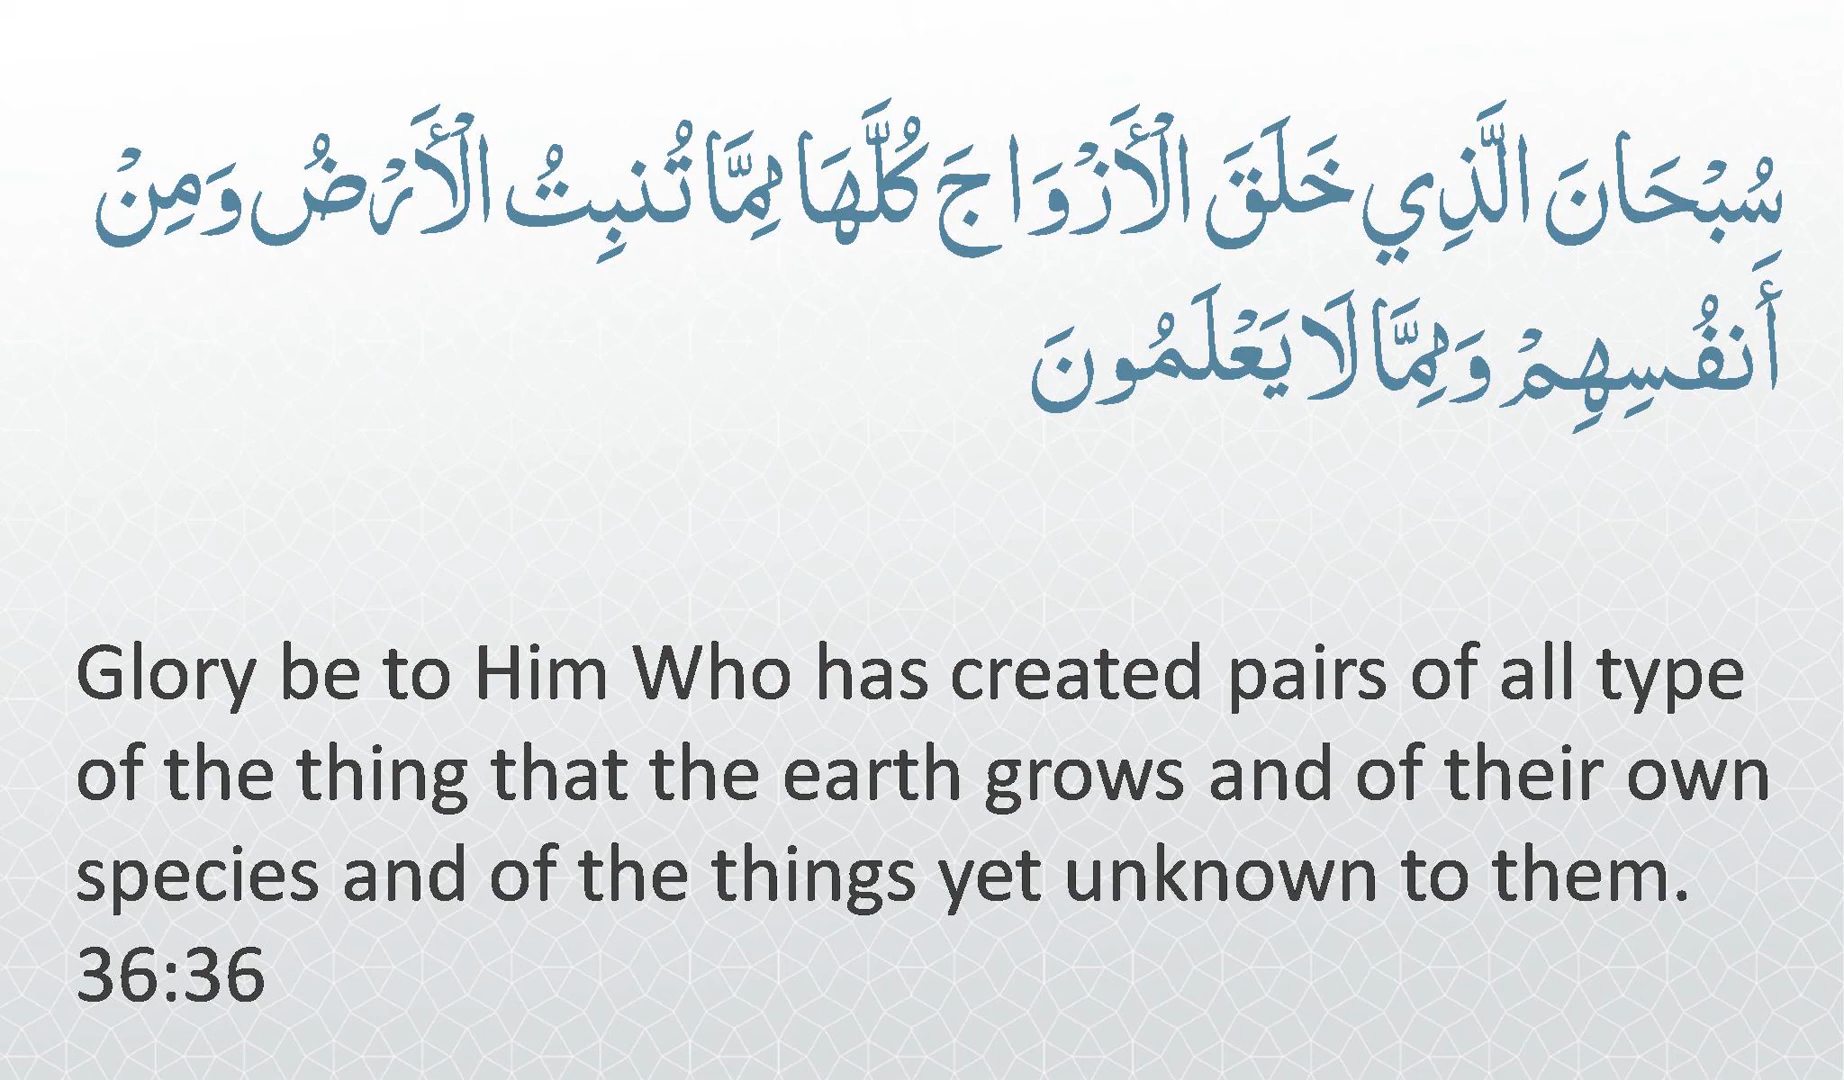 سُبْحَانَ الَّذِي خَلَقَ الْأَزْوَاجَ كُلَّهَا مِمَّا تُنبِتُ الْأَرْضُ وَمِنْ
أَنفُسِهِمْ وَمِمَّا لَا يَعْلَمُونَ
Glory be to Him Who has created pairs of all type
of the thing that the earth grows and of their own
species and of the things yet unknown to them.
36:36